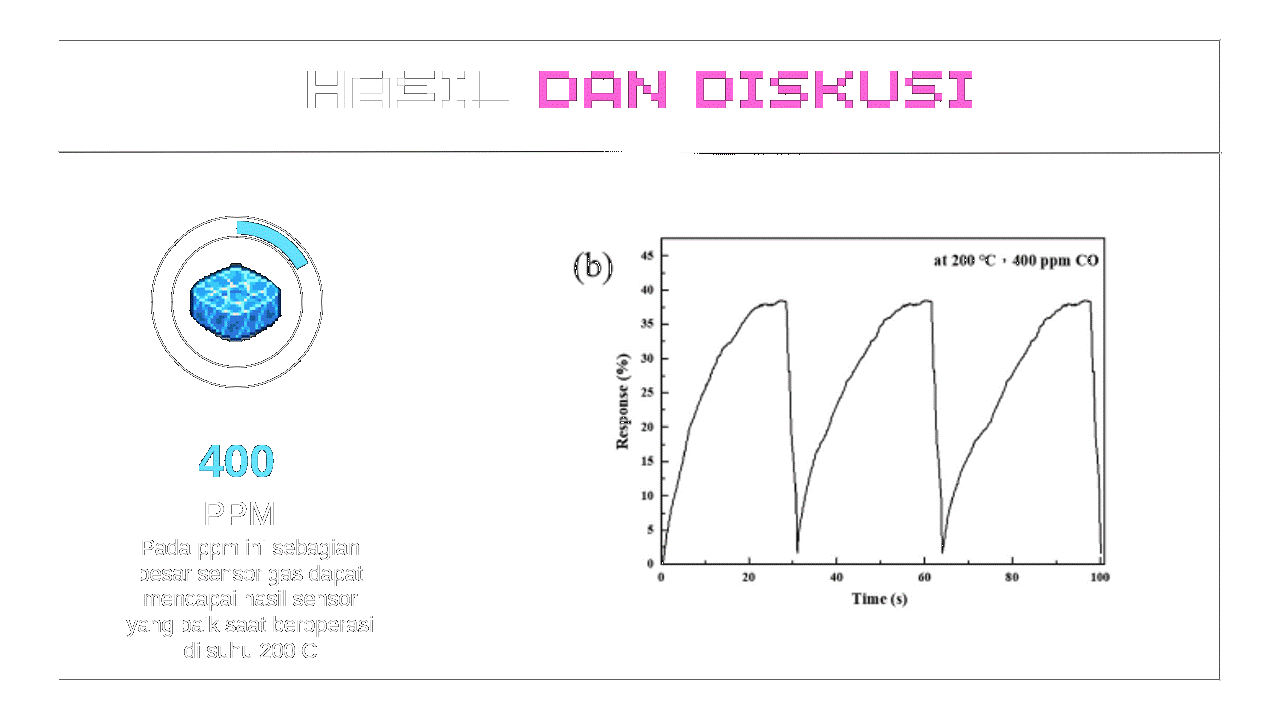 HASIL DAN DISKUSI
400
PPM
Pada ppm ini sebagian
besar sensor gas dapat
mencapai hasil sensor
yang baik saat beroperasi
di suhu 200 C
(b)
at 200 °C, 400 ppm CO
Response (%)
45
40
35
30
25
20
15
10
5
0
0 20 40 60 80 100
Time (s)